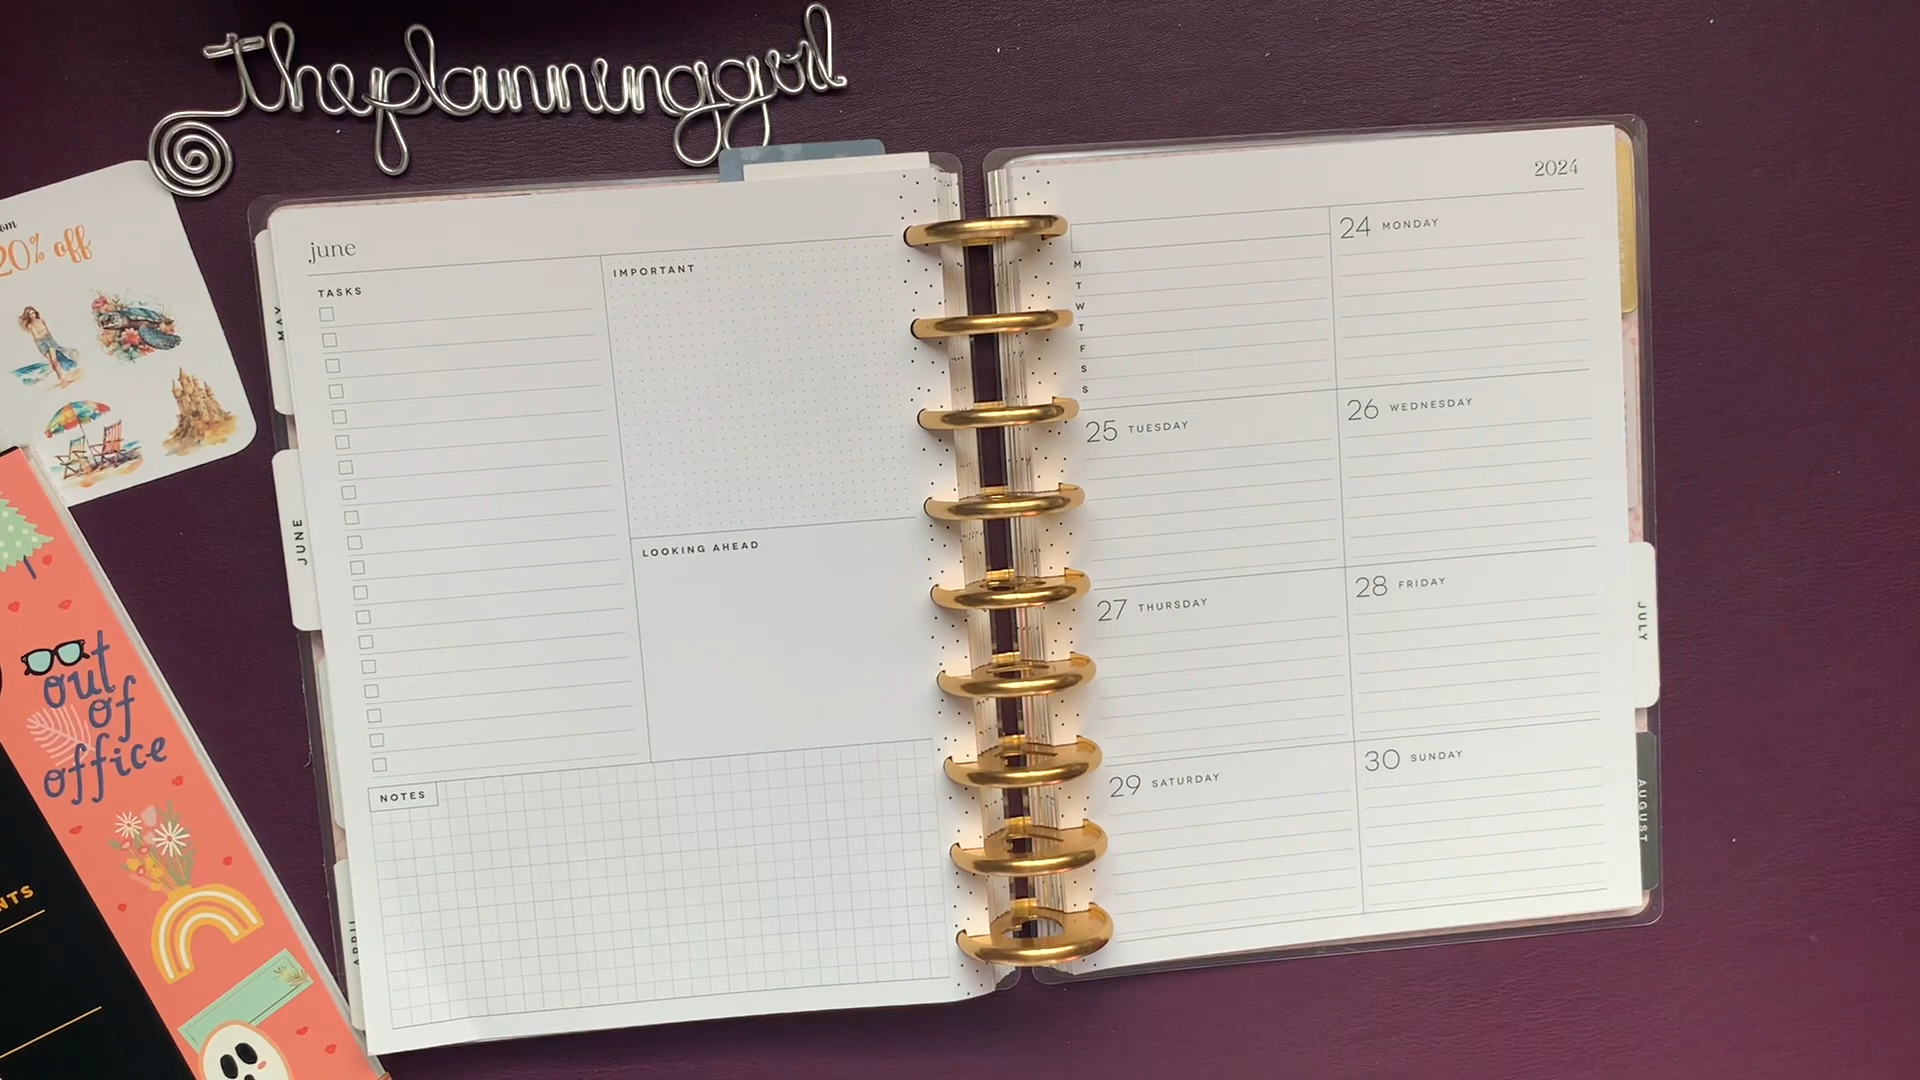 theplanninggirl
20% off
MAY
JUNE
APRIL
out
of
office
june
TASKS
IMPORTANT
LOOKING AHEAD
NOTES
2024
M
T
W
T
F
S
S
24 MONDAY
25 TUESDAY
26 WEDNESDAY
27 THURSDAY
28 FRIDAY
29 SATURDAY
30 SUNDAY
JULY
AUGUST